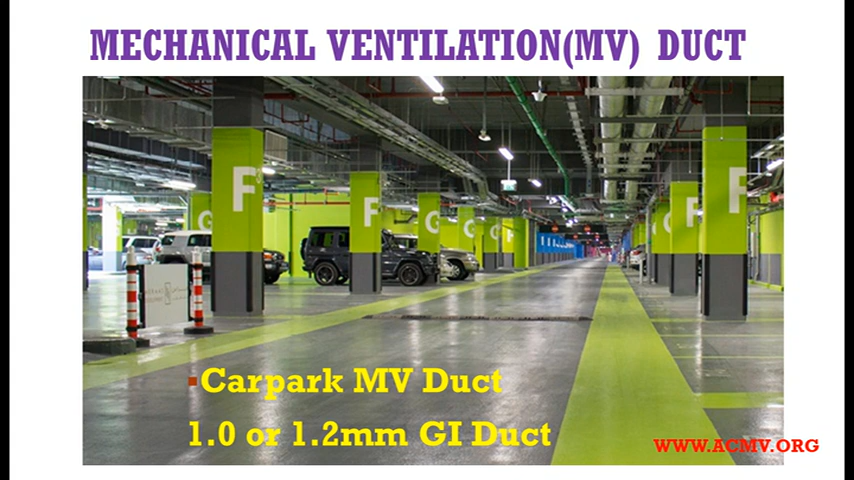 MECHANICAL VENTILATION(MV) DUCT
F
F
G
G
G
F
G
F
F
Carpark MV Duct
1.0 or 1.2mm GI Duct
WWW.ACMV.ORG